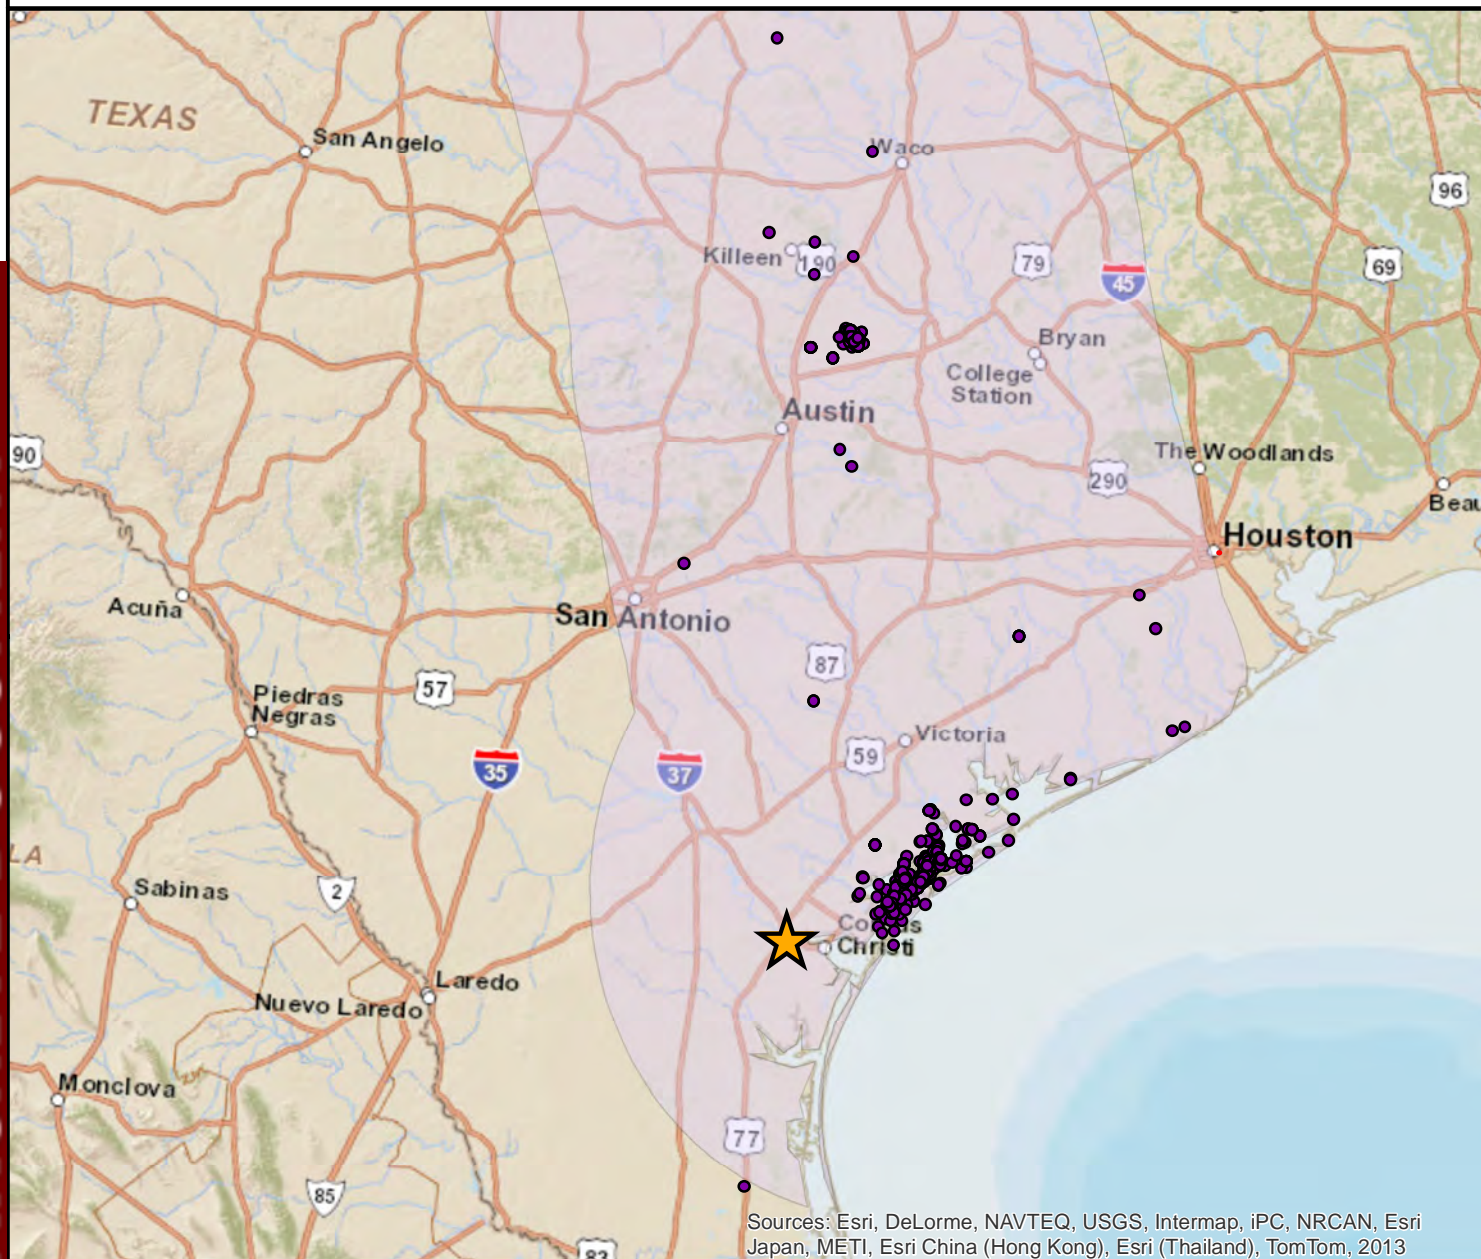 TEXAS
San Angelo
Waco
96
Killeen
190
79
45
69
Bryan
College
Station
Austin
90
The Woodlands
290
Beau
Houston
Acuña
San Antonio
87
57
Piedras
Negras
35
37
59
Victoria
LA
Sabinas
2
Christi
Laredo
Nuevo Laredo
Monclova
77
85
83
Sources: Esri, DeLorme, NAVTEQ, USGS, Intermap, iPC, NRCAN, Esri
Japan, METI, Esri China (Hong Kong), Esri (Thailand), TomTom, 2013